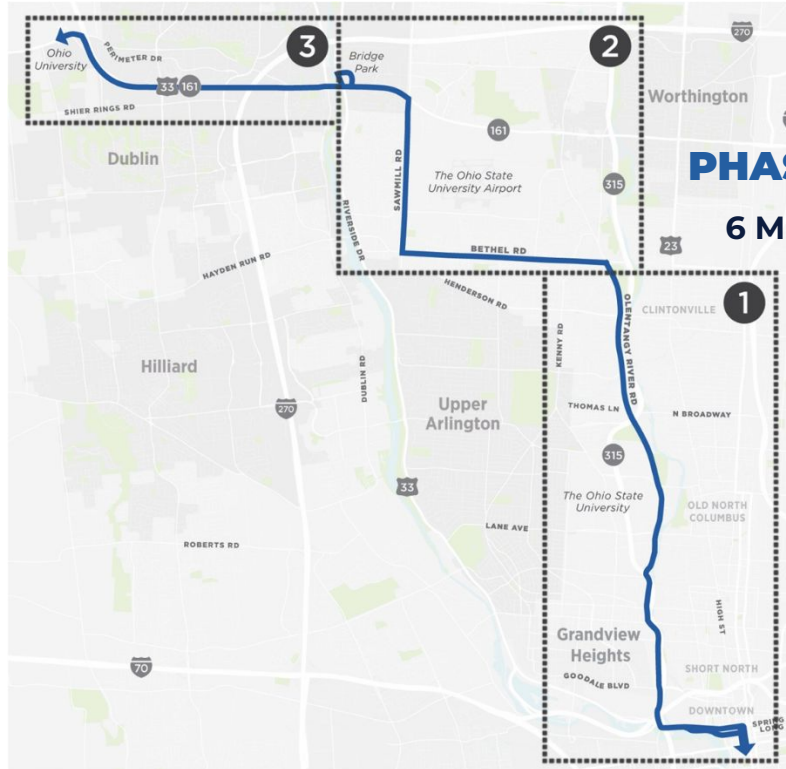 3
2
270
Ohio
University
PERIMETER DR
33
161
SHIER RINGS RD
Bridge
Park
Worthington
161
Dublin
SAWMILL RD
The Ohio State
University Airport
315
PHAS
6 M
RIVERSIDE DR
BETHEL RD
23
HAYDEN RUN RD
HENDERSON RD
1
OLENTANGY RIVER RD
CLINTONVILLE
KENNY RD
Hilliard
DUBLIN RD
270
Upper
Arlington
THOMAS LN
N BROADWAY
315
33
The Ohio State
University
OLD NORTH
COLUMBUS
LANE AVE
ROBERTS RD
HIGH ST
Grandview
Heights
70
GOODALE BLVD
SHORT NORTH
DOWNTOWN
SPRING
LONG